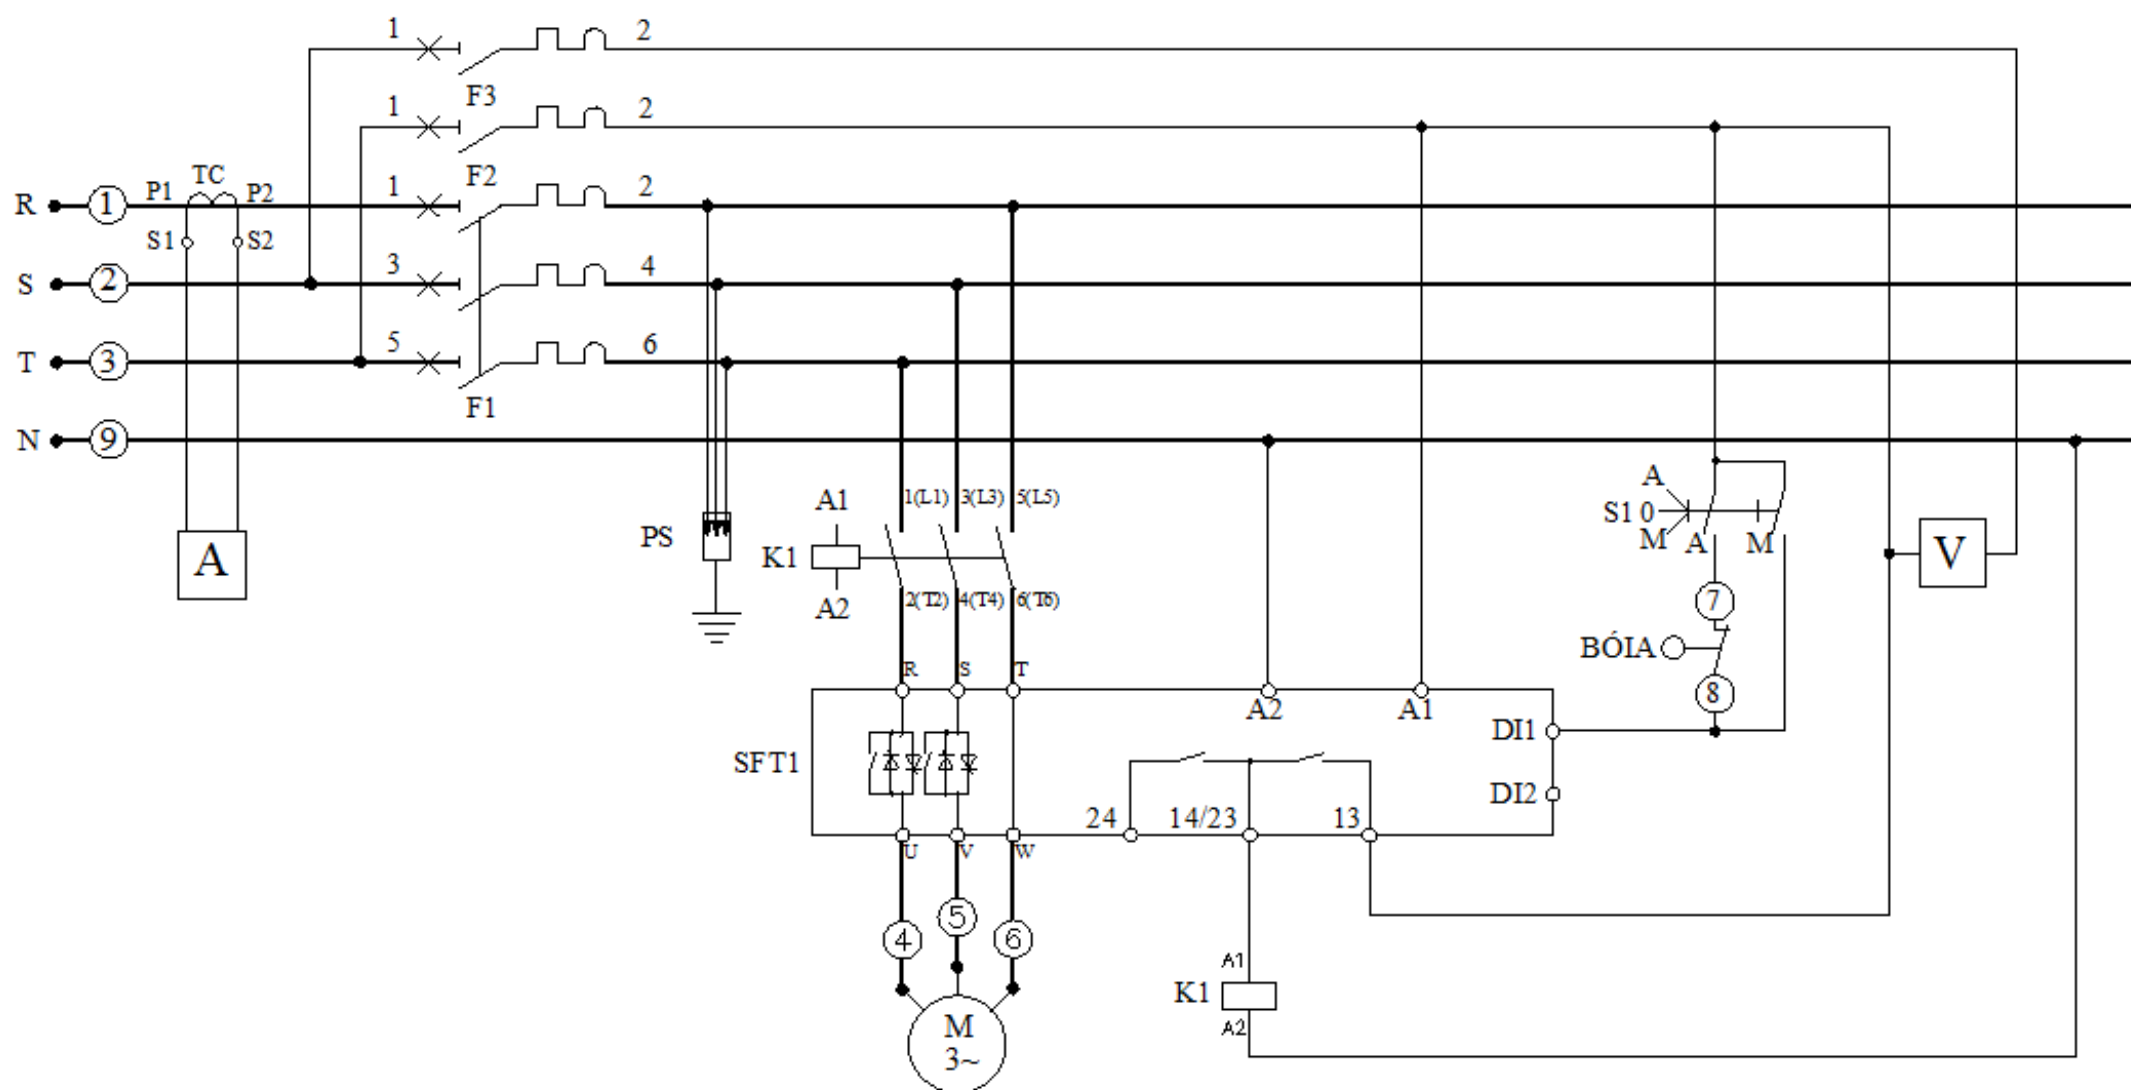 1 2
F3
1 2
F2
R 1 P1 TC P2 1 2
S1 S2
S 2 3 4
T 3 5 6
F1
N 9
A
PS
A1
K1
A2
1(L1) 3(L3) 5(L5)
2(T2) 4(T4) 6(T6)
R S T
A
S1 0
M A M
V
7
BÓIA
8
A2 A1
DI1
SFT1
DI2
24 14/23 13
U V W
4 5 6
M
3~
A1
K1
A2